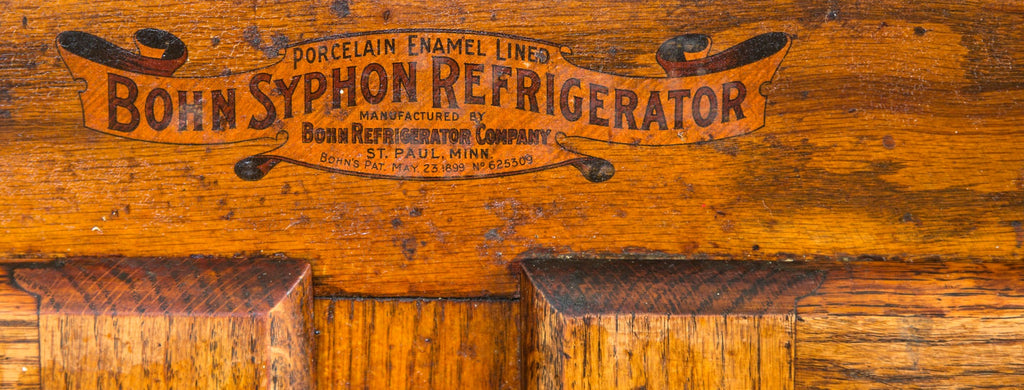 PORCELAIN ENAMEL LINED
BOHN SYPHON REFRIGERATOR
MANUFACTURED BY
BOHN REFRIGERATOR COMPANY
ST. PAUL, MINN.
BOHN'S PAT. MAY. 23. 1899. No 625309